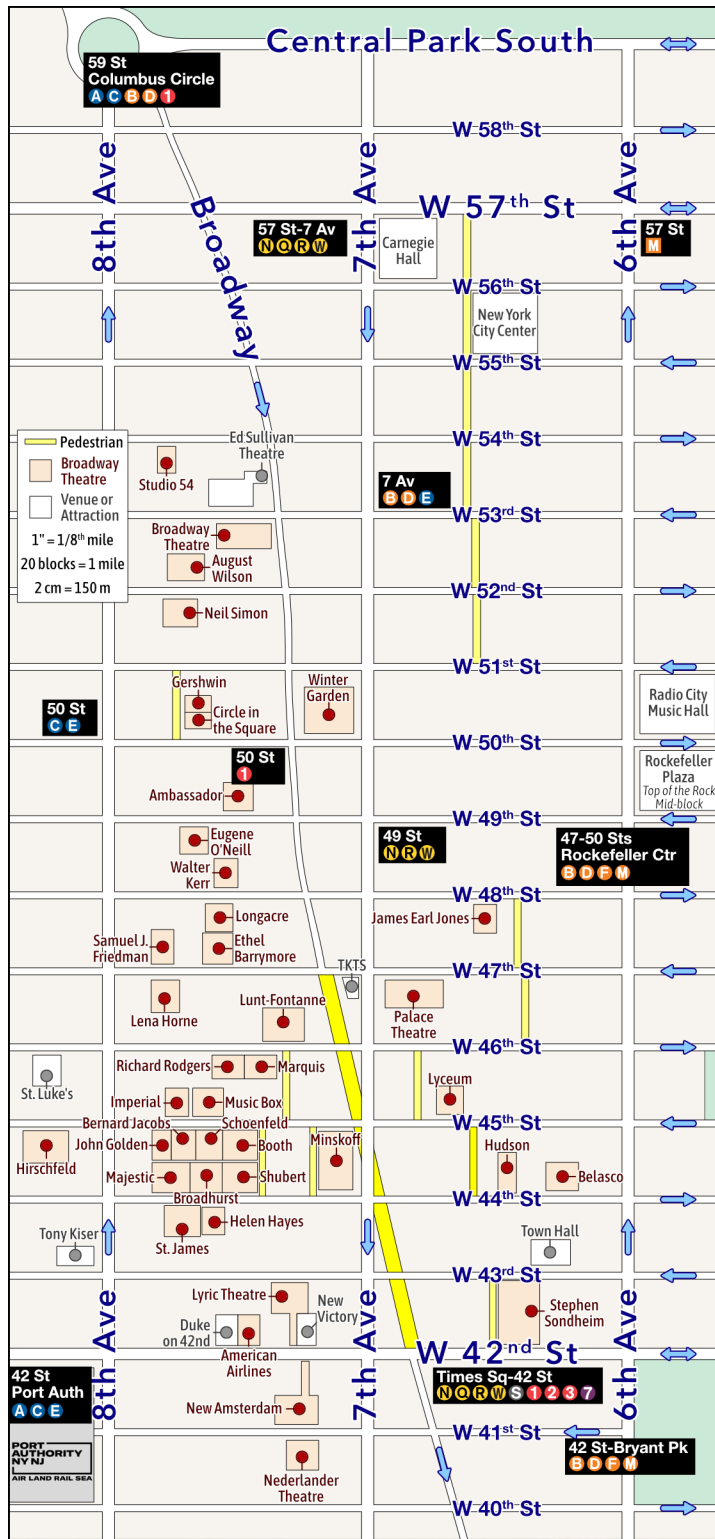 Central Park South
59 St
Columbus Circle
A C B D 1
W 58th St
8th Ave
Broadway
7th Ave
6th Ave
W 57th St
57 St-7 Av
N Q R W
Carnegie
Hall
57 St
M
W 56th St
New York
City Center
W 55th St
W 54th St
Pedestrian
Broadway
Theatre
Venue or
Attraction
1" = 1/8th mile
20 blocks = 1 mile
2 cm = 150 m
Ed Sullivan
Theatre
Studio 54
7 Av
B D E
W 53rd St
Broadway
Theatre
August
Wilson
W 52nd St
Neil Simon
W 51st St
Gershwin
Circle in
the Square
Winter
Garden
50 St
C E
Radio City
Music Hall
W 50th St
50 St
1
Ambassador
Rockefeller
Plaza
Top of the Rock
Mid-block
W 49th St
Eugene
O'Neill
Walter
Kerr
49 St
N R W
47-50 Sts
Rockefeller Ctr
B D F M
W 48th St
Longacre
James Earl Jones
Samuel J.
Friedman
Ethel
Barrymore
TKTS
W 47th St
Lena Horne
Lunt-Fontanne
Palace
Theatre
W 46th St
Richard Rodgers
Marquis
St. Luke's
Lyceum
Imperial
Music Box
W 45th St
Bernard Jacobs
Schoenfeld
John Golden
Booth
Minskoff
Hirschfeld
Hudson
Majestic
Shubert
Belasco
Broadhurst
W 44th St
Helen Hayes
St. James
Tony Kiser
Town Hall
W 43rd St
8th Ave
7th Ave
6th Ave
Lyric Theatre
New
Victory
Duke
on 42nd
American
Airlines
Stephen
Sondheim
W 42nd St
42 St
Port Auth
A C E
Times Sq-42 St
N Q R W S 1 2 3 7
New Amsterdam
W 41st St
PORT
AUTHORITY
NY NJ
AIR LAND RAIL SEA
42 St-Bryant Pk
B D F M
Nederlander
Theatre
W 40th St